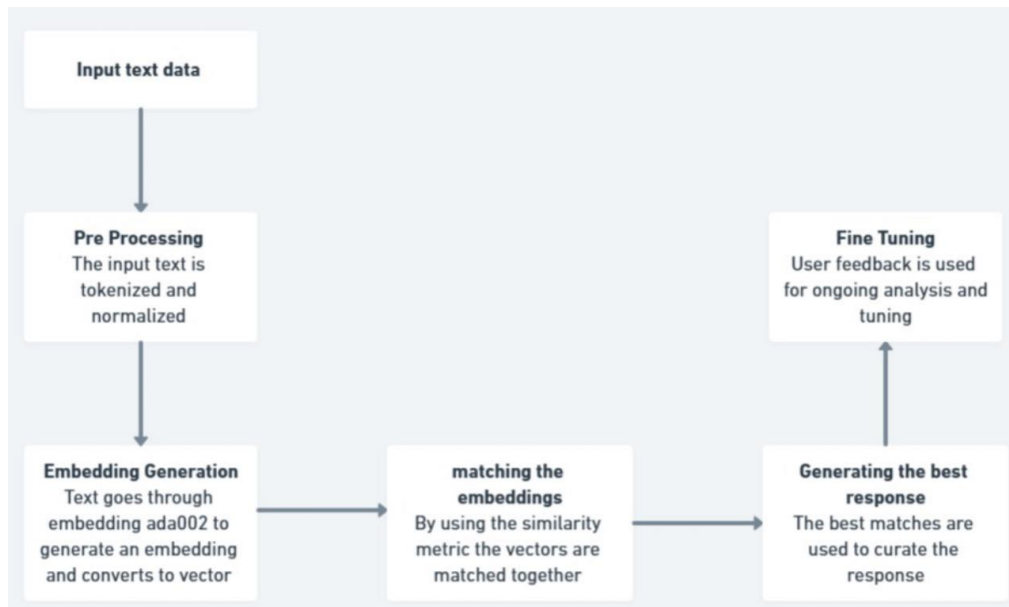 Input text data
Pre Processing
The input text is
tokenized and
normalized
Embedding Generation
Text goes through
embedding ada002 to
generate an embedding
and converts to vector
matching the
embeddings
By using the similarity
metric the vectors are
matched together
Generating the best
response
The best matches are
used to curate the
response
Fine Tuning
User feedback is used
for ongoing analysis and
tuning